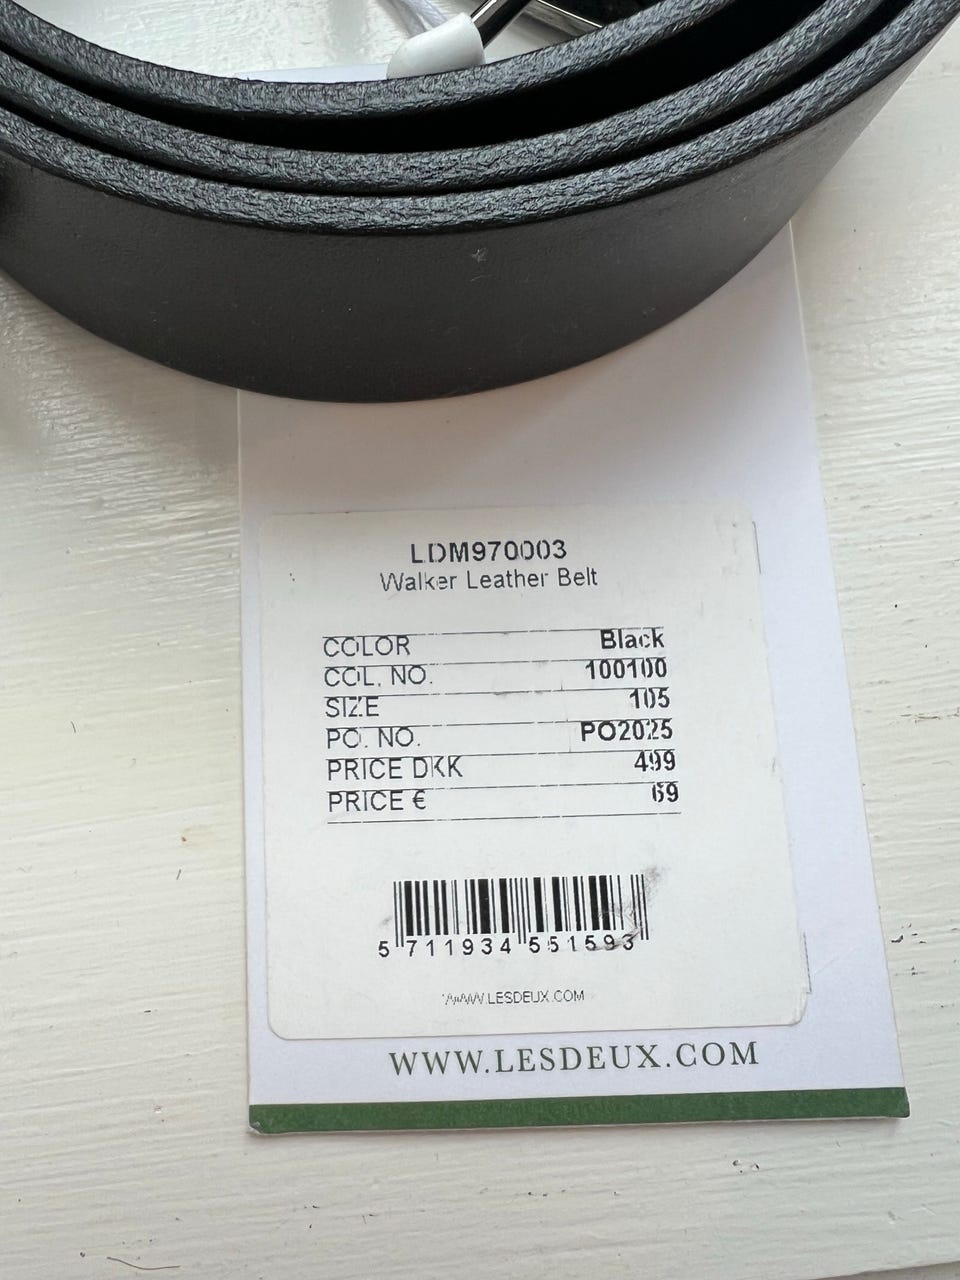 LDM970003
Walker Leather Belt
COLOR Black
COL. NO. 100100
SIZE 105
PO. NO. PO2025
PRICE DKK 499
PRICE € 69
5 711934 551593
WWW.LESDEUX.COM
WWW.LESDEUX.COM